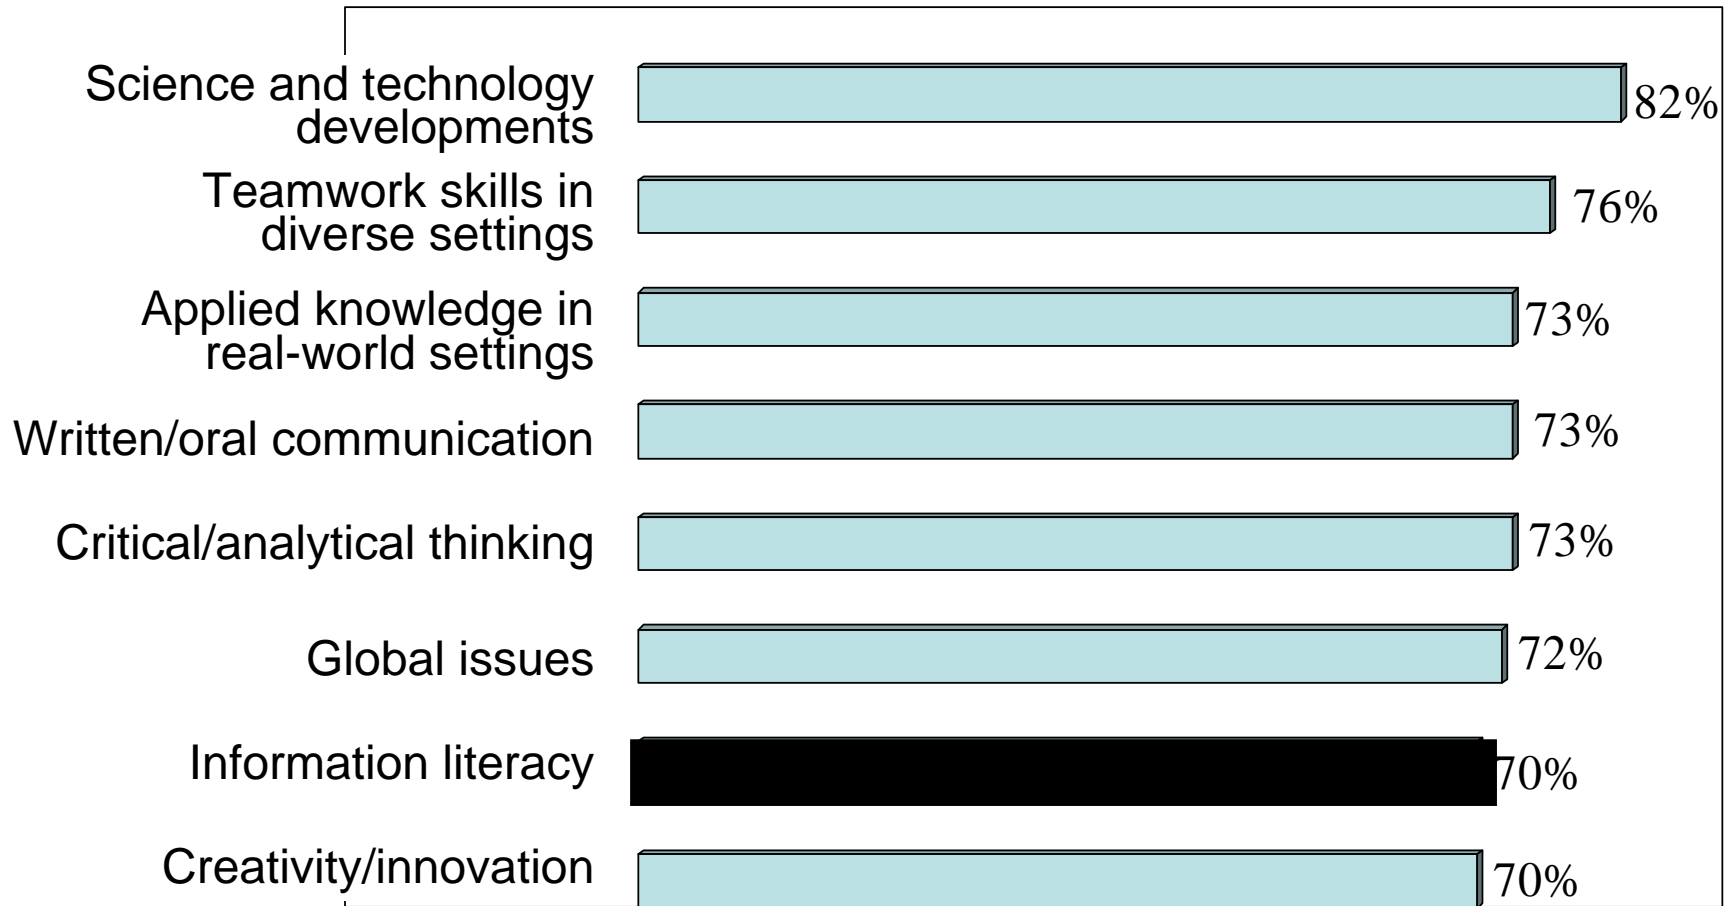 Science and technology
developments
82%
Teamwork skills in
diverse settings
76%
Applied knowledge in
real-world settings
73%
Written/oral communication
73%
Critical/analytical thinking
73%
Global issues
72%
Information literacy
70%
Creativity/innovation
70%